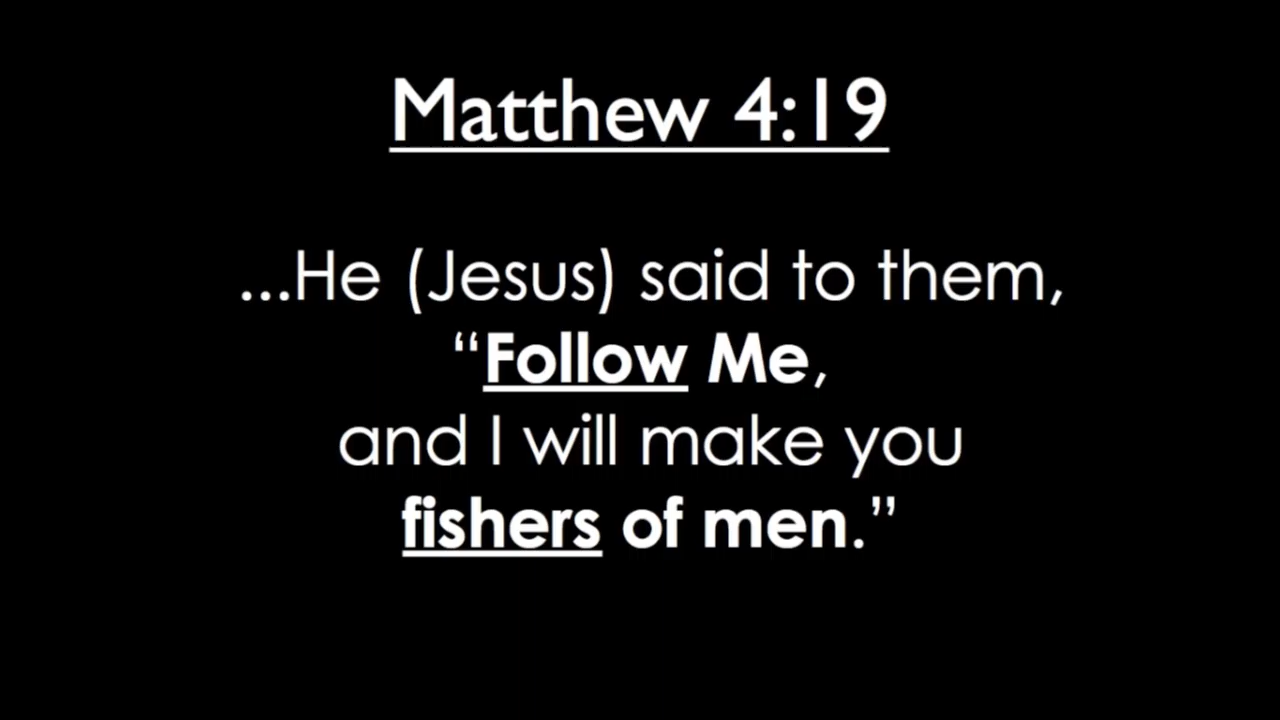 Matthew 4:19
...He (Jesus) said to them,
“Follow Me,
and I will make you
fishers of men.”